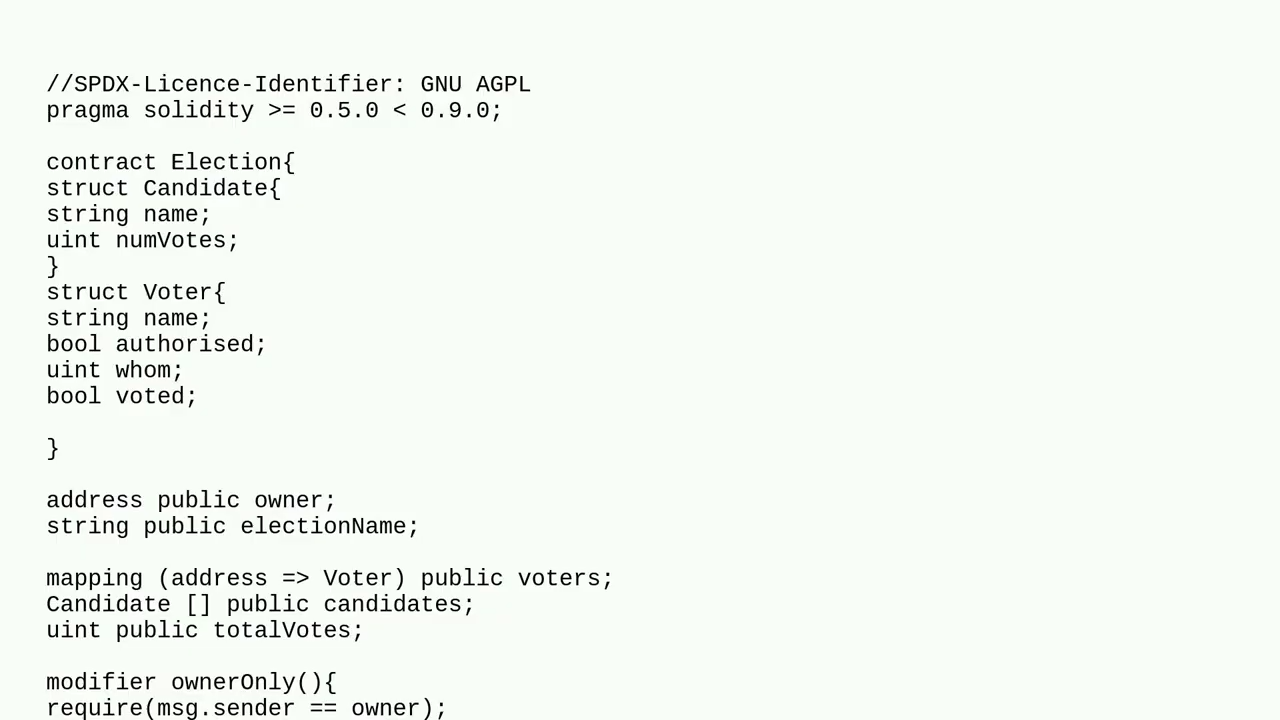 //SPDX-Licence-Identifier: GNU AGPL
pragma solidity >= 0.5.0 < 0.9.0;
contract Election{
struct Candidate{
string name;
uint numVotes;
}
struct Voter{
string name;
bool authorised;
uint whom;
bool voted;
}
address public owner;
string public electionName;
mapping (address => Voter) public voters;
Candidate [] public candidates;
uint public totalVotes;
modifier ownerOnly(){
require(msg.sender == owner);